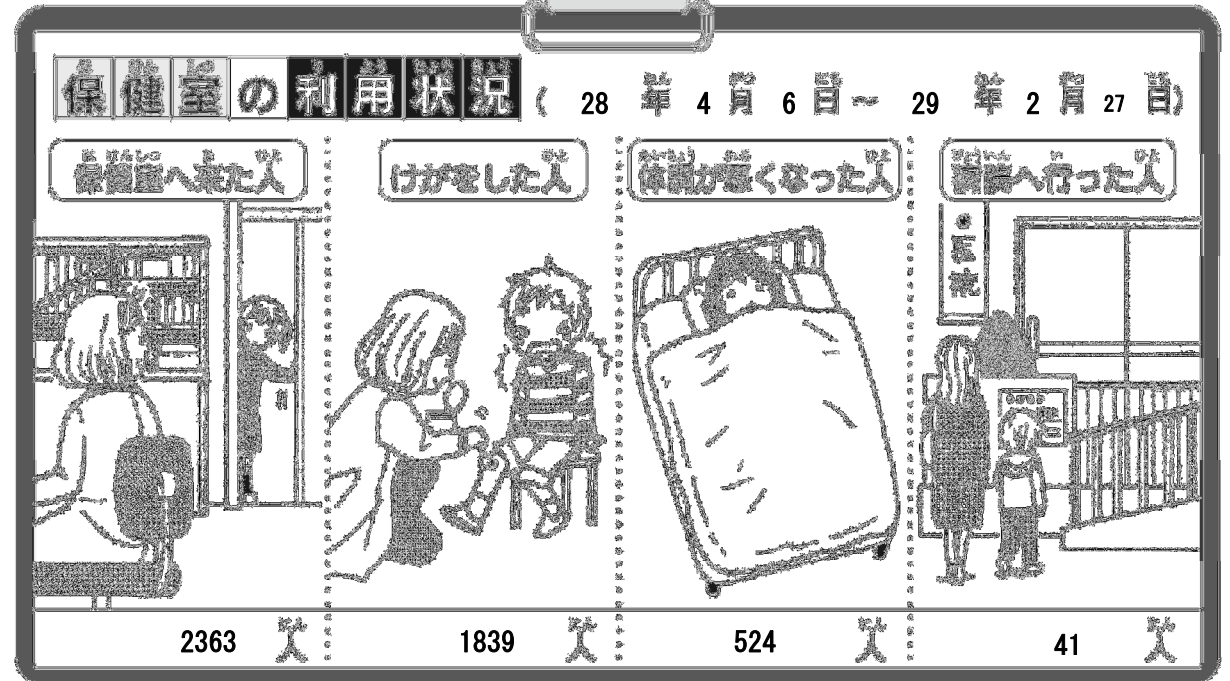 保健室の利用状況（28年4月6日～29年2月27日）
保健室へ来た人
けがをした人
体調が悪くなった人
病院へ行った人
2363人
1839人
524人
41人